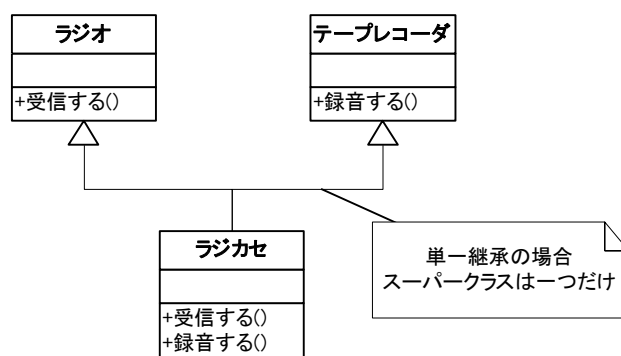 ラジオ
+受信する()
テープレコーダ
+録音する()
ラジカセ
+受信する()
+録音する()
単一継承の場合
スーパークラスは一つだけ